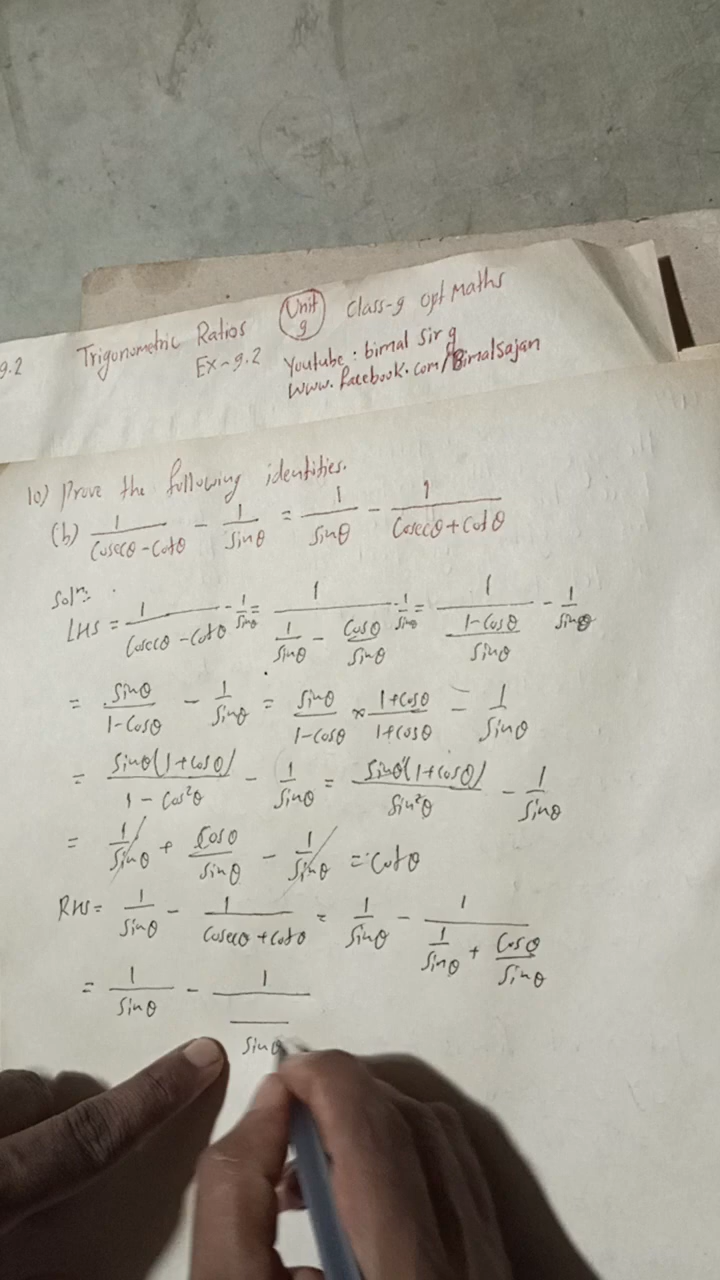 9.2 Trigonometric Ratios Unit 9 Class-9 opt Maths
Ex-9.2 Youtube: bimal Sir g
www.facebook.com/Bimalsajan
10) Prove the following identities.
(b) 1/(Cosecθ-Cotθ) - 1/Sinθ = 1/Sinθ - 1/(Cosecθ+Cotθ)
Solⁿ:
LHS = 1/(Cosecθ-Cotθ) - 1/Sinθ = 1/(1/Sinθ - Cosθ/Sinθ) - 1/Sinθ = 1/((1-Cosθ)/Sinθ) - 1/Sinθ
= Sinθ/(1-Cosθ) - 1/Sinθ = Sinθ/(1-Cosθ) × (1+Cosθ)/(1+Cosθ) - 1/Sinθ
= Sinθ(1+Cosθ)/(1-Cos²θ) - 1/Sinθ = Sinθ(1+Cosθ)/Sin²θ - 1/Sinθ
= 1/Sinθ + Cosθ/Sinθ - 1/Sinθ = Cotθ
RHS = 1/Sinθ - 1/(Cosecθ+Cotθ) = 1/Sinθ - 1/(1/Sinθ + Cosθ/Sinθ)
= 1/Sinθ - 1/( /Sinθ)